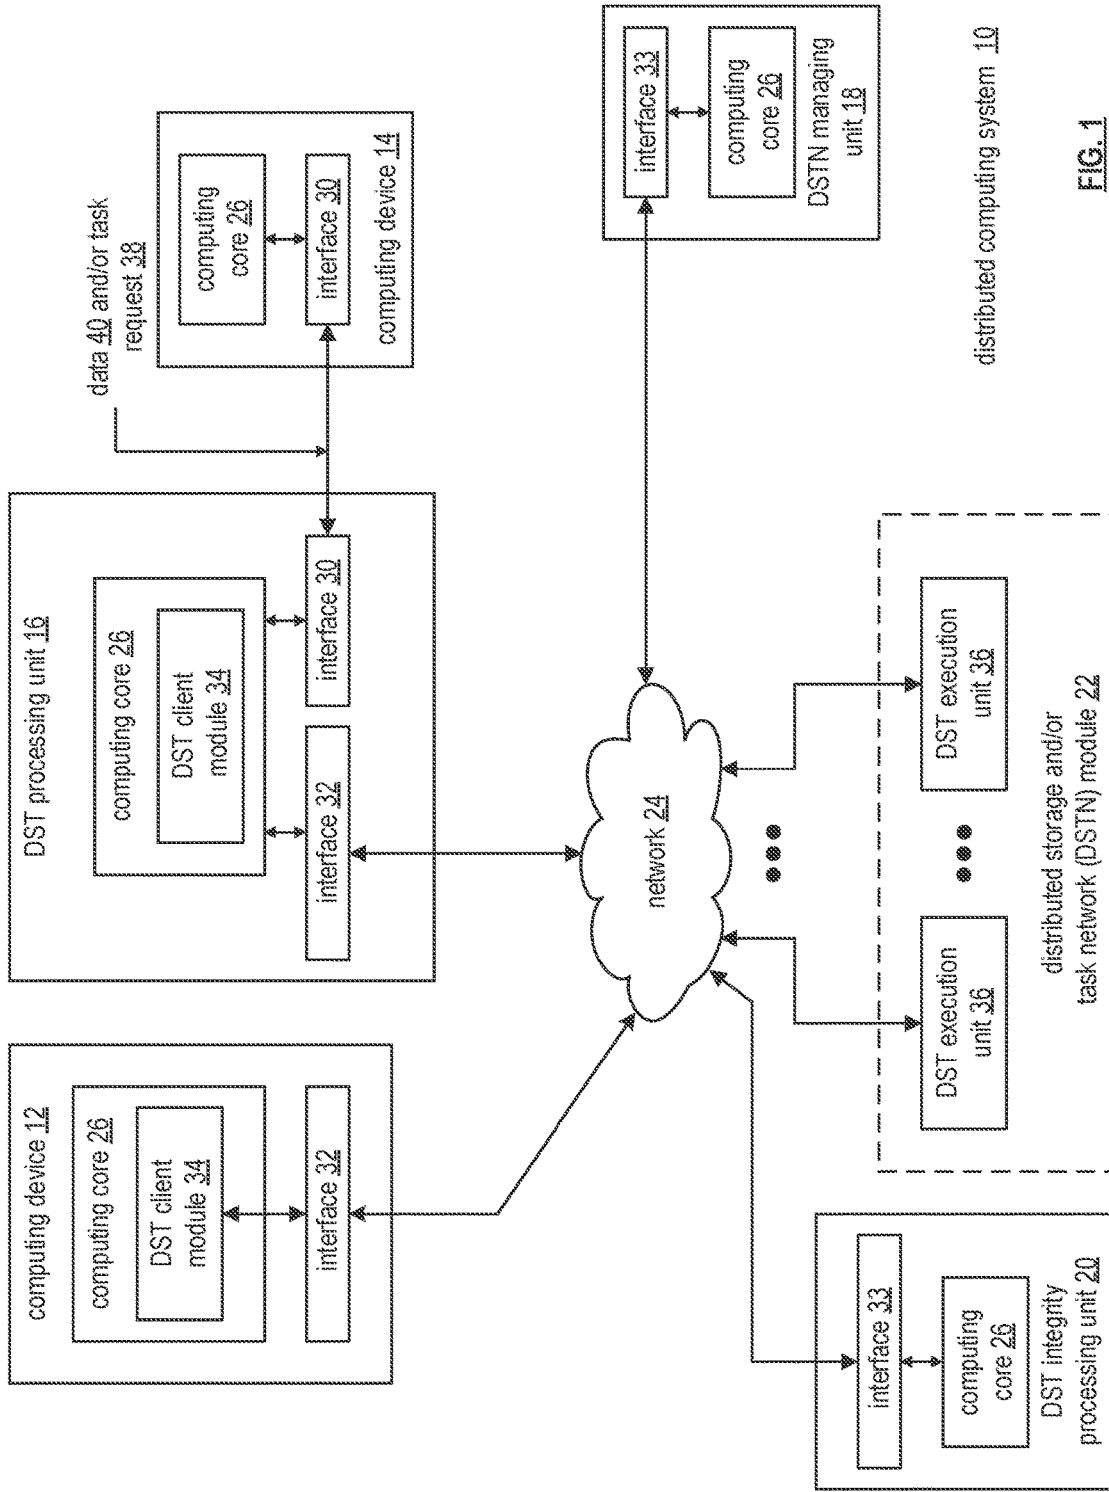 computing device 12
computing core 26
DST client
module 34
interface 32
DST processing unit 16
computing core 26
DST client
module 34
interface 32
interface 30
data 40 and/or task
request 38
computing
core 26
interface 30
computing device 14
network 24
interface 33
computing
core 26
DSTN managing
unit 18
interface 33
computing
core 26
DST integrity
processing unit 20
DST execution
unit 36
DST execution
unit 36
distributed storage and/or
task network (DSTN) module 22
distributed computing system 10
FIG. 1